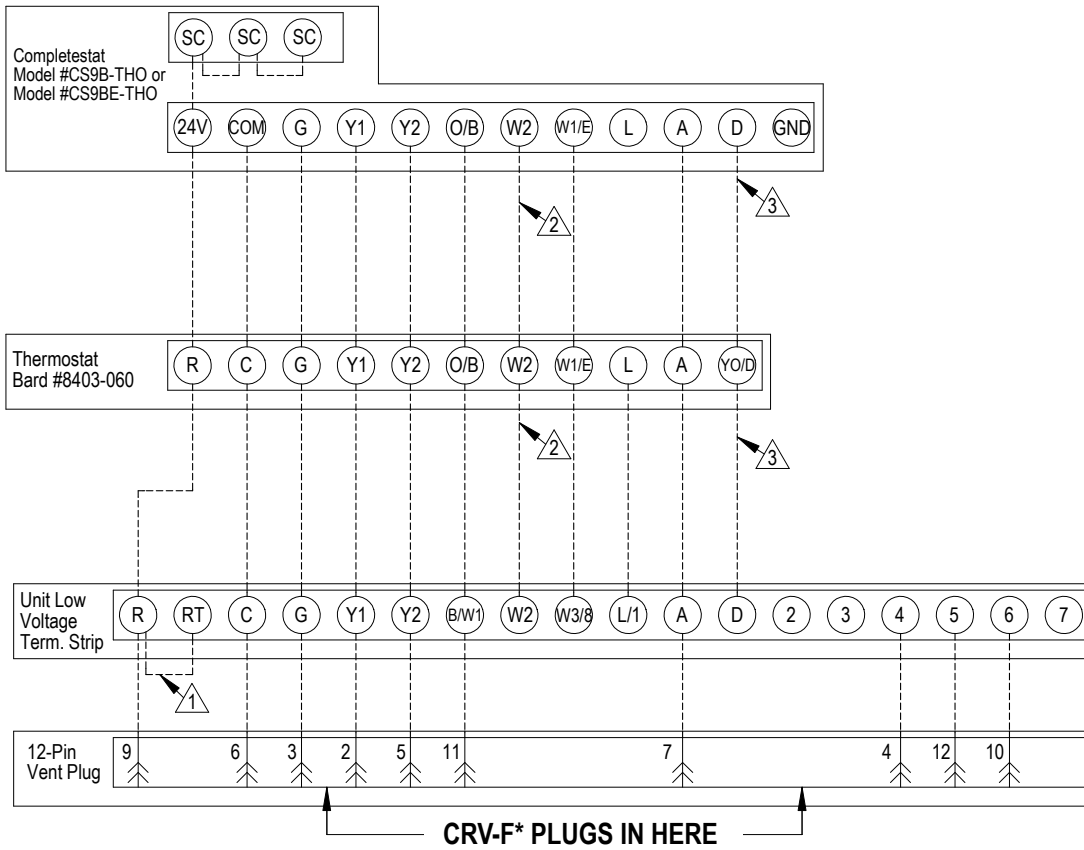 SC SC SC
Completestat
Model #CS9B-THO or
Model #CS9BE-THO
24V COM G Y1 Y2 O/B W2 W1/E L A D GND
2
3
Thermostat
Bard #8403-060
R C G Y1 Y2 O/B W2 W1/E L A YO/D
2
3
Unit Low
Voltage
Term. Strip
R RT C G Y1 Y2 B/W1 W2 W3/8 L/1 A D 2 3 4 5 6 7
1
12-Pin
Vent Plug
9 6 3 2 5 11 7 4 12 10
CRV-F* PLUGS IN HERE